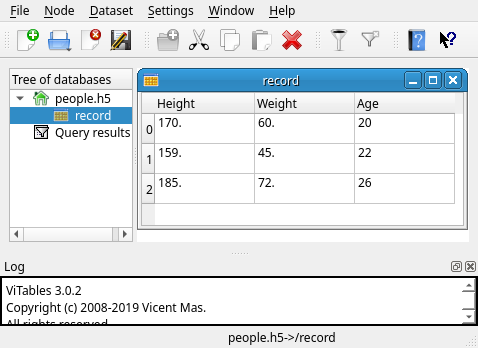 File Node Dataset Settings Window Help
Tree of databases
people.h5
record
Query results
record
Height Weight Age
0 170. 60. 20
1 159. 45. 22
2 185. 72. 26
Log
ViTables 3.0.2
Copyright (c) 2008-2019 Vicent Mas.
All rights reserved
people.h5->/record